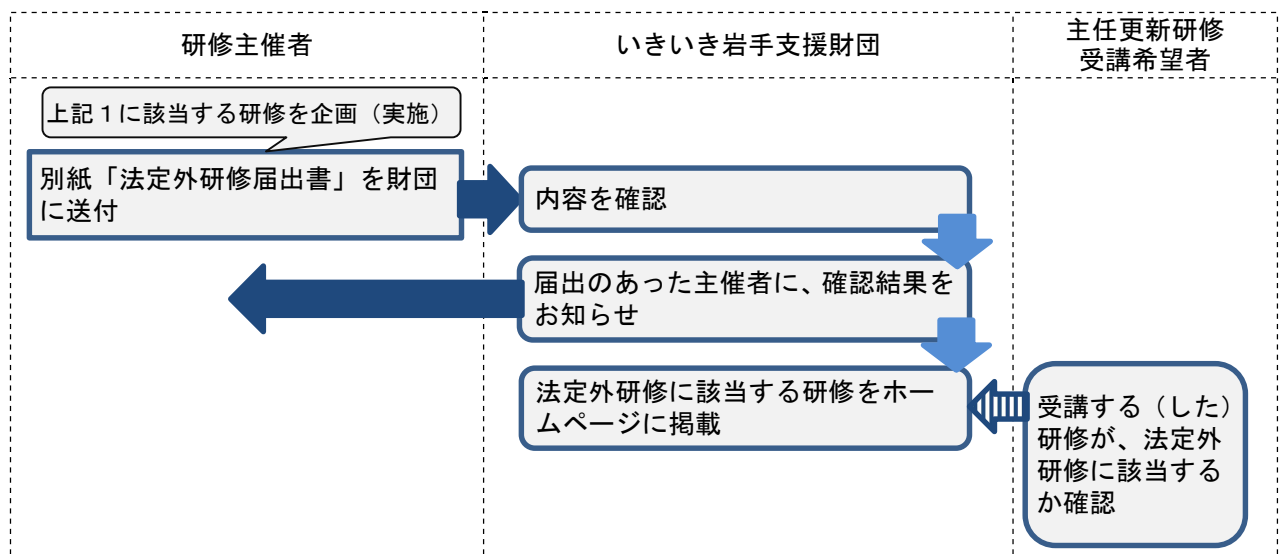 研修主催者
いきいき岩手支援財団
主任更新研修
受講希望者
上記１に該当する研修を企画（実施）
別紙「法定外研修届出書」を財団
に送付
内容を確認
届出のあった主催者に、確認結果を
お知らせ
法定外研修に該当する研修をホー
ムページに掲載
受講する（した）
研修が、法定外
研修に該当する
か確認